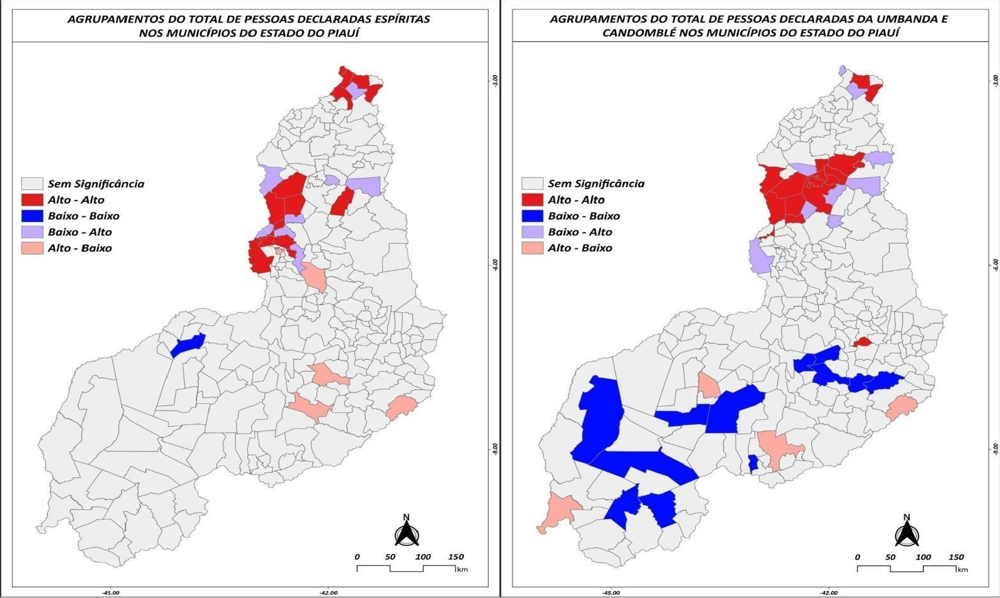 AGRUPAMENTOS DO TOTAL DE PESSOAS DECLARADAS ESPÍRITAS
NOS MUNICÍPIOS DO ESTADO DO PIAUÍ
-3.00
Sem Significância
Alto - Alto
Baixo - Baixo
Baixo - Alto
Alto - Baixo
-6.00
-9.00
N
0 50 100 150
km
-45.00 -42.00
AGRUPAMENTOS DO TOTAL DE PESSOAS DECLARADAS DA UMBANDA E
CANDOMBLÉ NOS MUNICÍPIOS DO ESTADO DO PIAUÍ
-3.00
Sem Significância
Alto - Alto
Baixo - Baixo
Baixo - Alto
Alto - Baixo
-6.00
-9.00
N
0 50 100 150
km
-45.00 -42.00